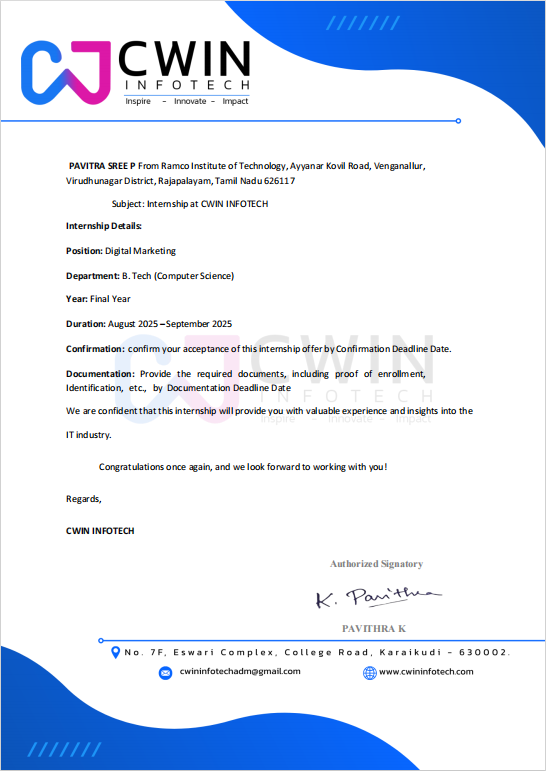 CWIN
INFOTECH
Inspire – Innovate – Impact
PAVITRA SREE P From Ramco Institute of Technology, Ayyanar Kovil Road, Venganallur,
Virudhunagar District, Rajapalayam, Tamil Nadu 626117
Subject: Internship at CWIN INFOTECH
Internship Details:
Position: Digital Marketing
Department: B. Tech (Computer Science)
Year: Final Year
Duration: August 2025 – September 2025
Confirmation: confirm your acceptance of this internship offer by Confirmation Deadline Date.
Documentation: Provide the required documents, including proof of enrollment,
Identification, etc., by Documentation Deadline Date
We are confident that this internship will provide you with valuable experience and insights into the
IT industry.
CWIN
INFOTECH
Inspire – Innovate – Impact
Congratulations once again, and we look forward to working with you!
Regards,
CWIN INFOTECH
Authorized Signatory
K. Pavithra
PAVITHRA K
No. 7F, Eswari Complex, College Road, Karaikudi – 630002.
cwininfotechadm@gmail.com www.cwininfotech.com